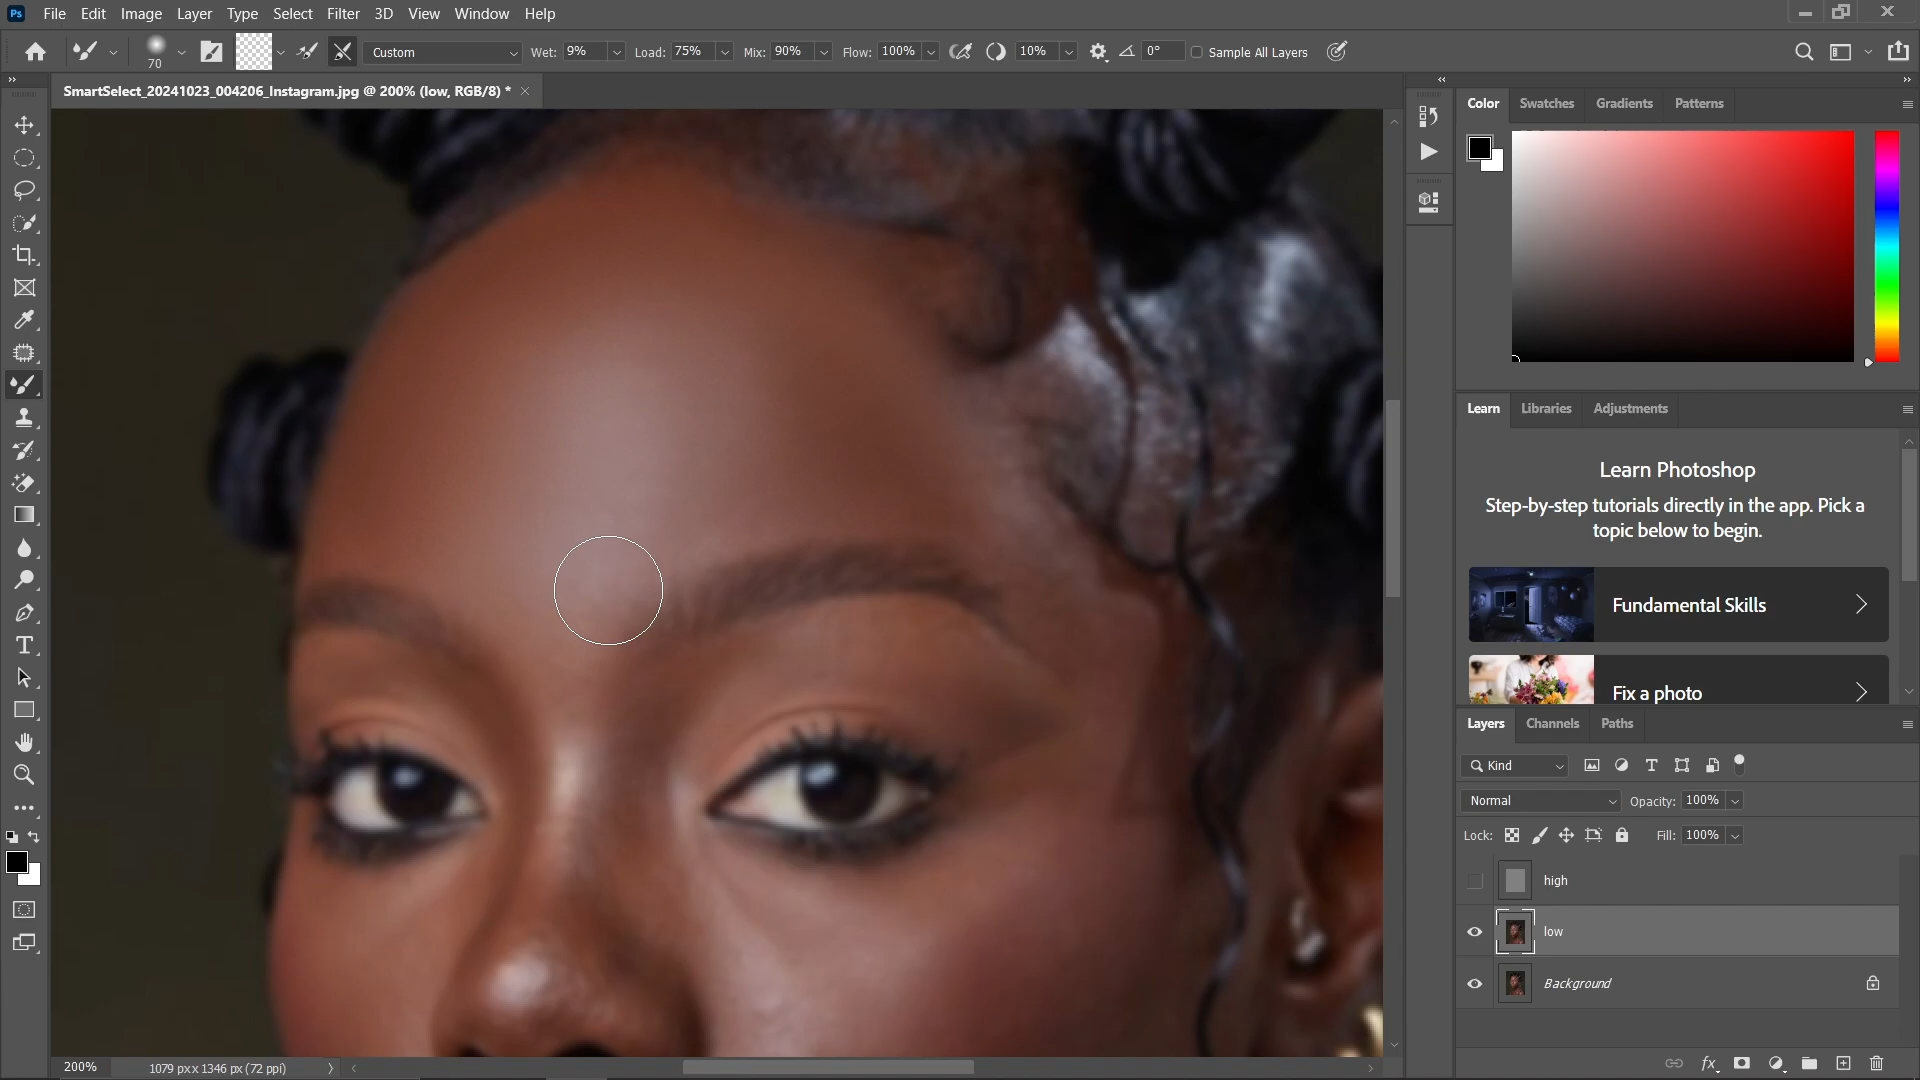 Ps File Edit Image Layer Type Select Filter 3D View Window Help
70 Custom Wet: 9% Load: 75% Mix: 90% Flow: 100% 10% 0° Sample All Layers
SmartSelect_20241023_004206_Instagram.jpg @ 200% (low, RGB/8) *
Color Swatches Gradients Patterns
Learn Libraries Adjustments
Learn Photoshop
Step-by-step tutorials directly in the app. Pick a
topic below to begin.
Fundamental Skills
Fix a photo
Layers Channels Paths
Kind
Normal Opacity: 100%
Lock: Fill: 100%
high
low
Background
200% 1079 px x 1346 px (72 ppi)
fx